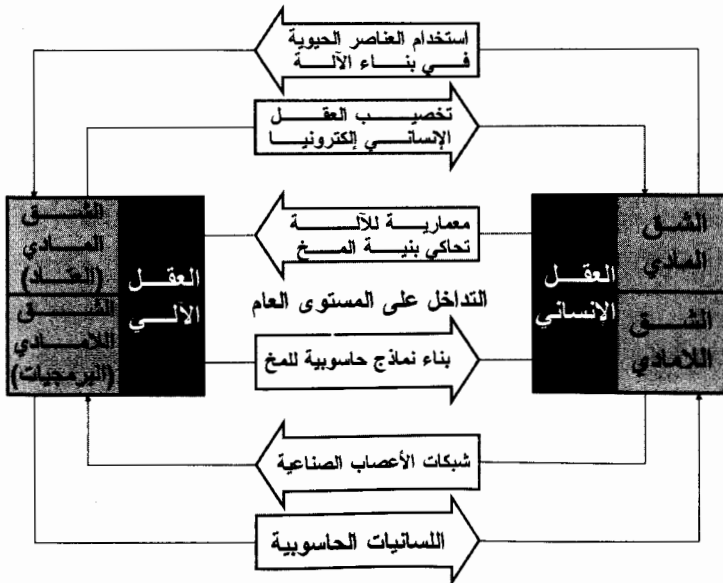 استخدام العناصر الحيوية
في بناء الآلة
تخصيب العقل
الإنساني إلكترونيا
معمارية للآلة
تحاكي بنية المخ
الشق
المادي
العقل
الإنساني
الشق
اللامادي
الشق
المادي
(العتاد)
العقل
الآلي
الشق
اللامادي
(البرمجيات)
التداخل على المستوى العام
بناء نماذج حاسوبية للمخ
شبكات الأعصاب الصناعية
اللسانيات الحاسوبية